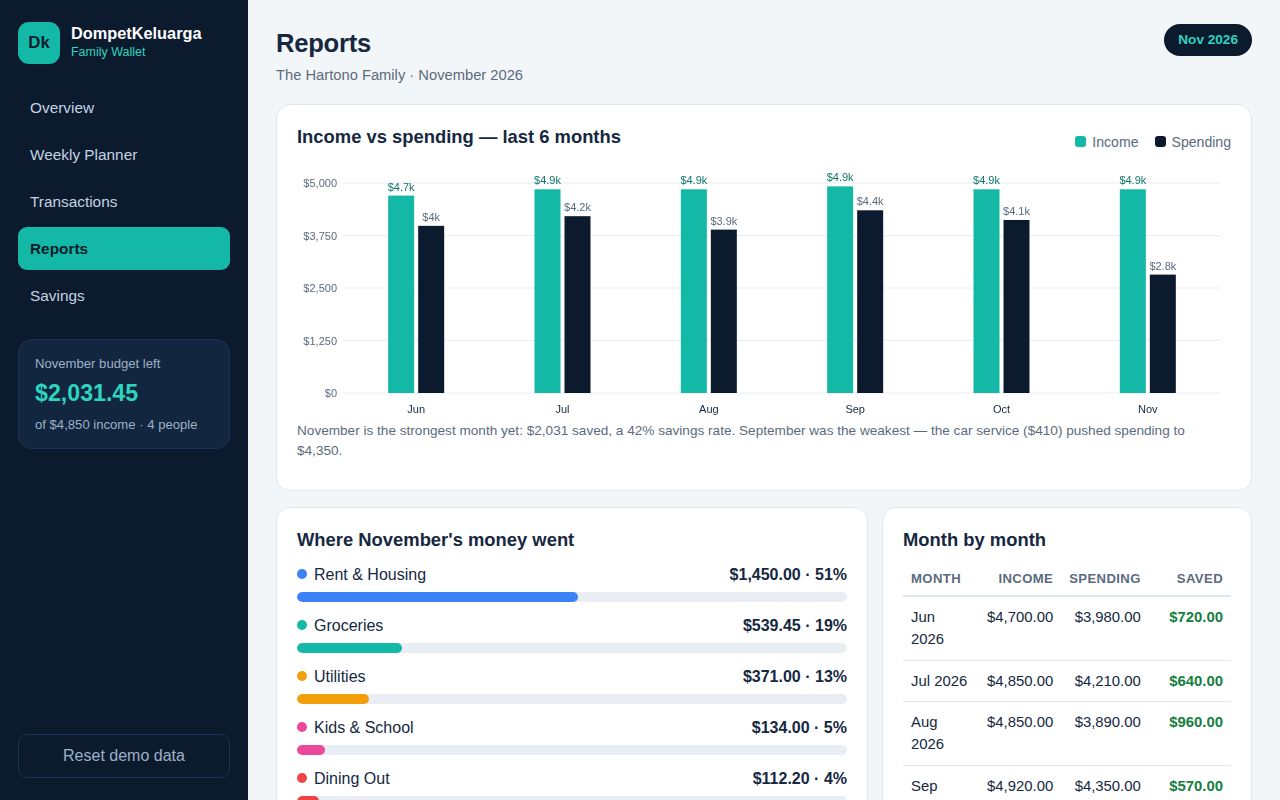 Dk
DompetKeluarga
Family Wallet
Overview
Weekly Planner
Transactions
Reports
Savings
November budget left
$2,031.45
of $4,850 income · 4 people
Reset demo data
Reports
The Hartono Family · November 2026
Nov 2026
Income vs spending — last 6 months
Income Spending
$5,000
$3,750
$2,500
$1,250
$0
$4.7k $4k
$4.9k $4.2k
$4.9k $3.9k
$4.9k $4.4k
$4.9k $4.1k
$4.9k $2.8k
Jun Jul Aug Sep Oct Nov
November is the strongest month yet: $2,031 saved, a 42% savings rate. September was the weakest — the car service ($410) pushed spending to
$4,350.
Where November's money went
Rent & Housing $1,450.00 · 51%
Groceries $539.45 · 19%
Utilities $371.00 · 13%
Kids & School $134.00 · 5%
Dining Out $112.20 · 4%
Month by month
MONTH INCOME SPENDING SAVED
Jun 2026 $4,700.00 $3,980.00 $720.00
Jul 2026 $4,850.00 $4,210.00 $640.00
Aug 2026 $4,850.00 $3,890.00 $960.00
Sep $4,920.00 $4,350.00 $570.00